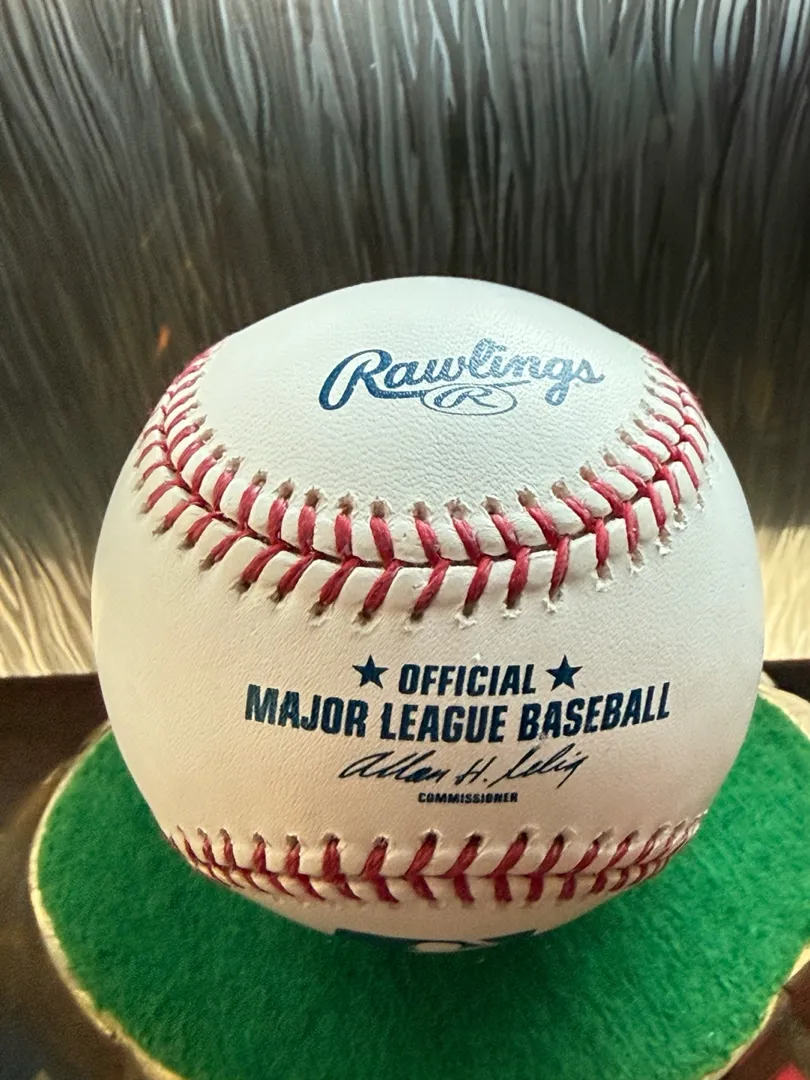 Rawlings
R
★ OFFICIAL ★
MAJOR LEAGUE BASEBALL
Allan H. Selig
COMMISSIONER